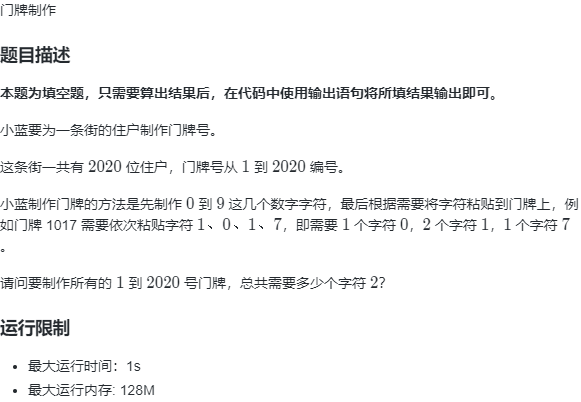 门牌制作
题目描述
本题为填空题，只需要算出结果后，在代码中使用输出语句将所填结果输出即可。
小蓝要为一条街的住户制作门牌号。
这条街一共有 2020 位住户，门牌号从 1 到 2020 编号。
小蓝制作门牌的方法是先制作 0 到 9 这几个数字字符，最后根据需要将字符粘贴到门牌上，例
如门牌 1017 需要依次粘贴字符 1、0、1、7，即需要 1 个字符 0，2 个字符 1，1 个字符 7
。
请问要制作所有的 1 到 2020 号门牌，总共需要多少个字符 2？
运行限制
• 最大运行时间：1s
• 最大运行内存: 128M